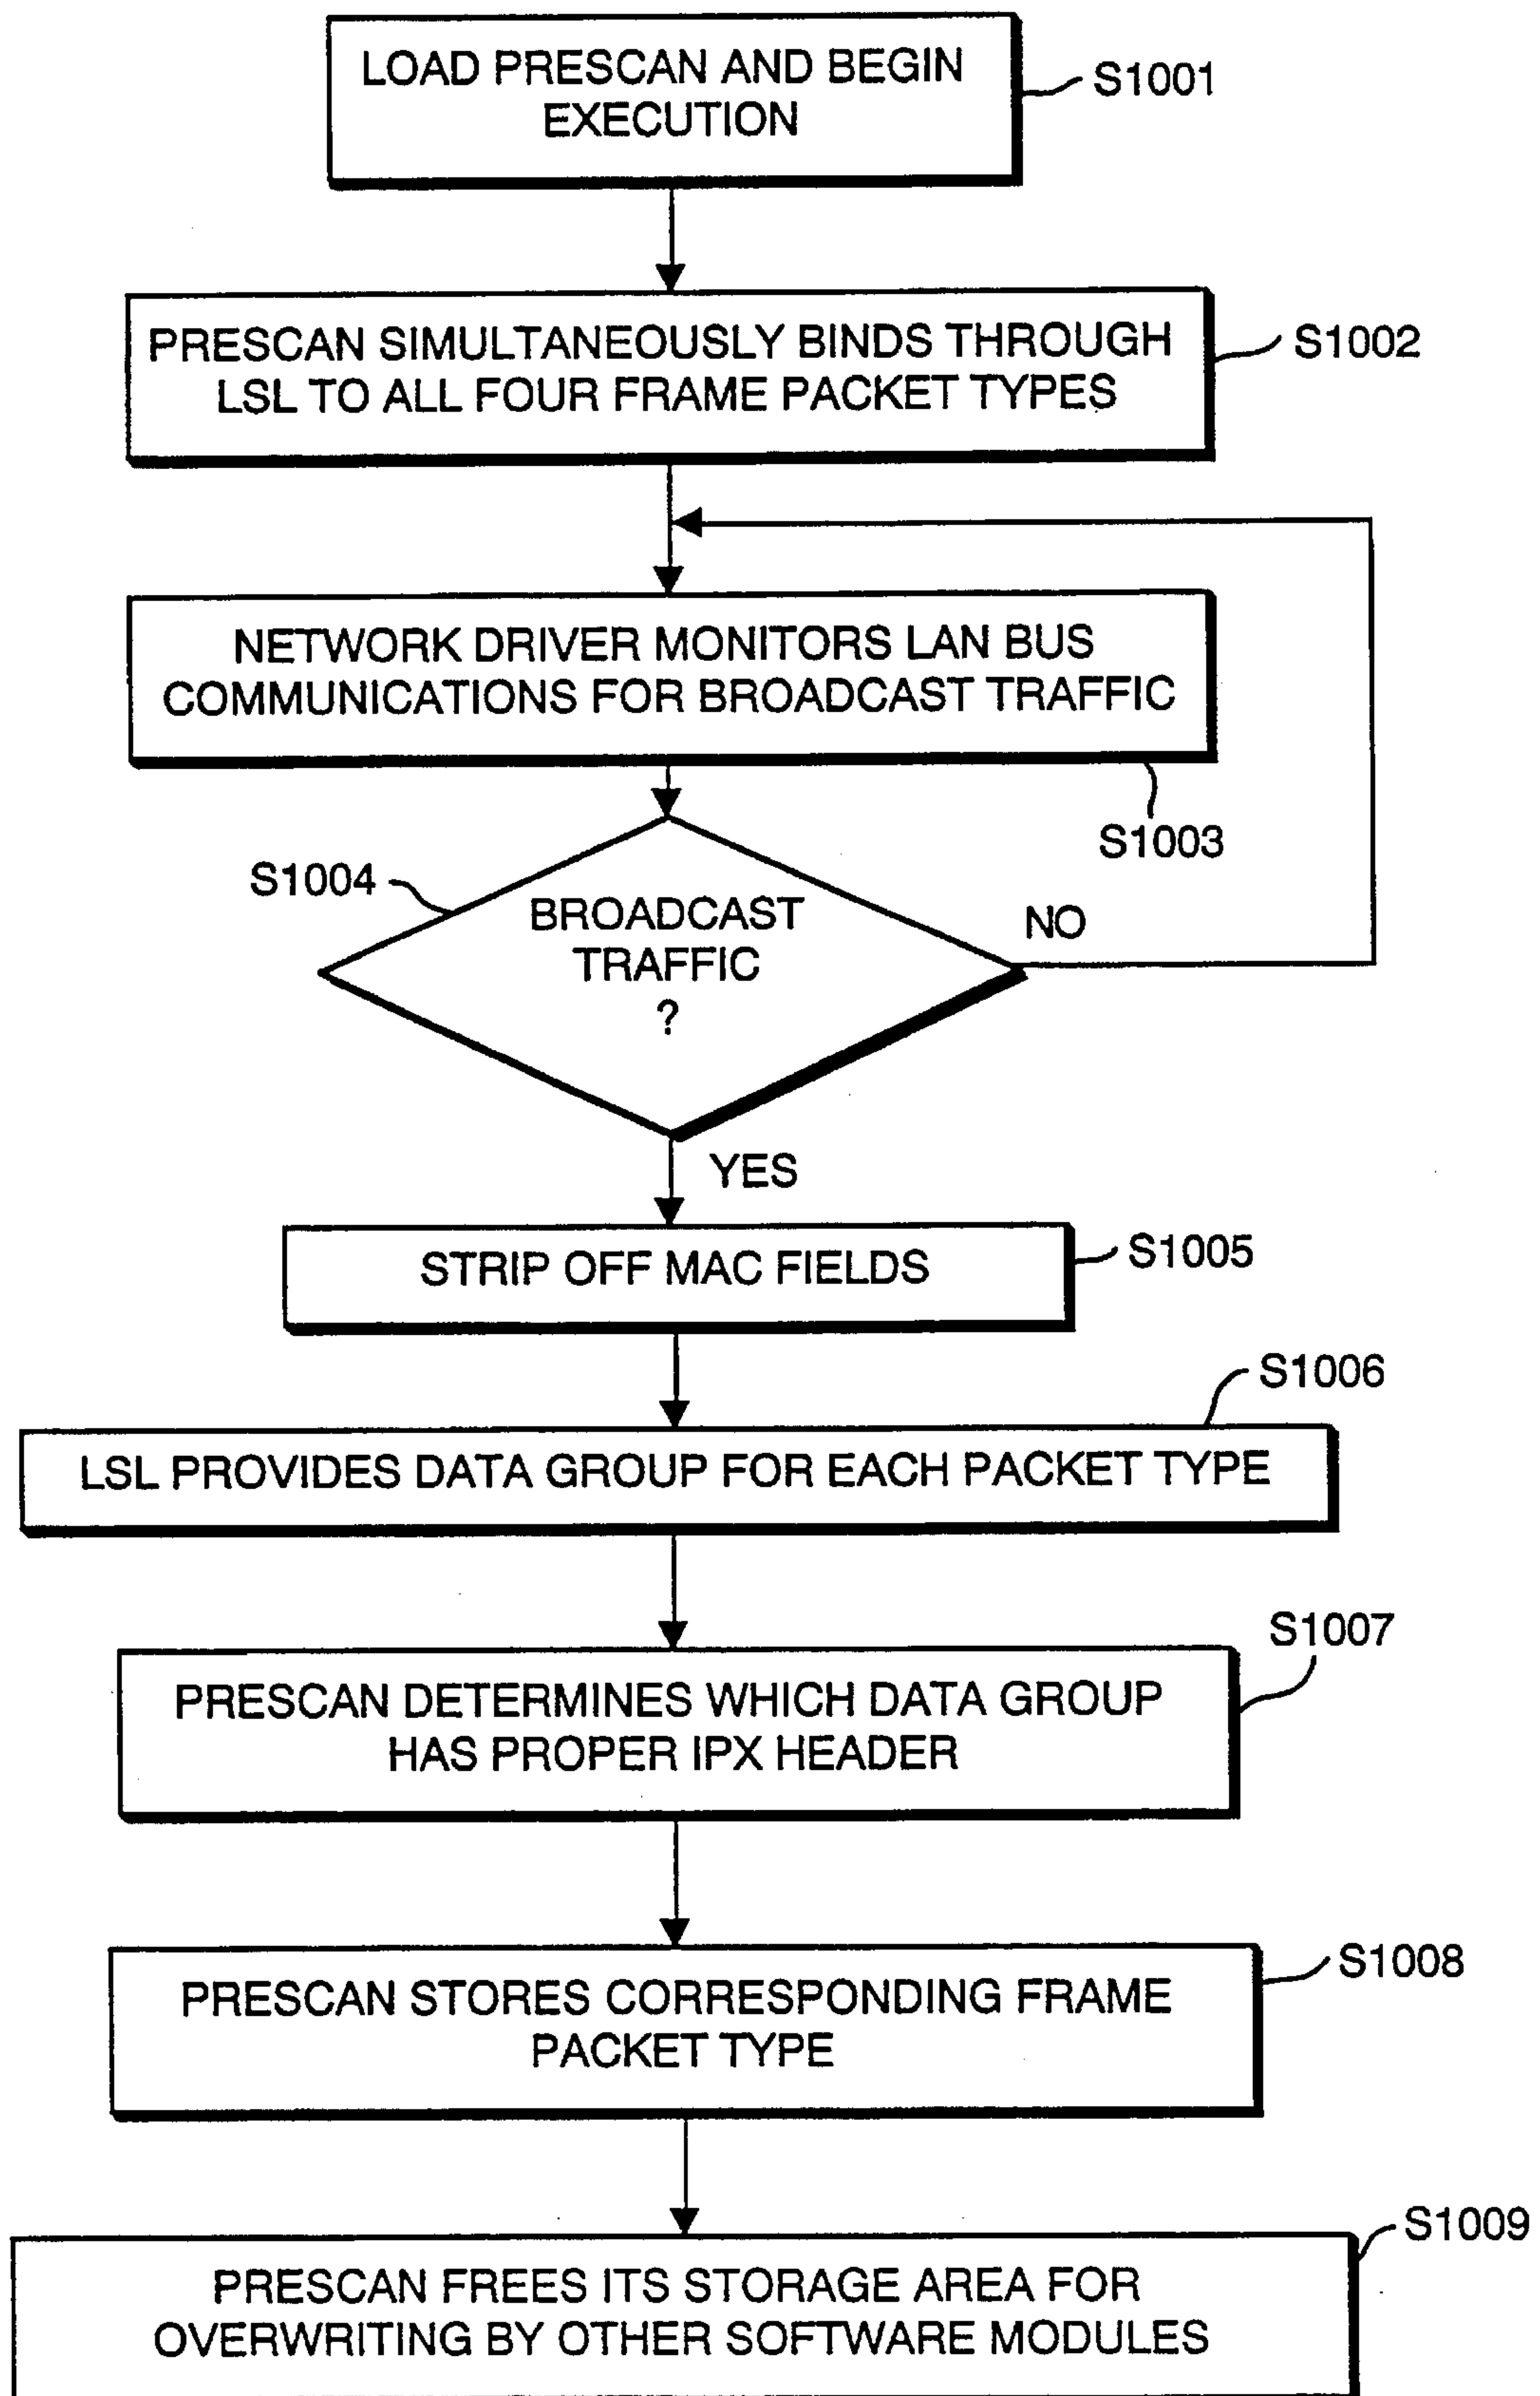 LOAD PRESCAN AND BEGIN
EXECUTION
S1001
PRESCAN SIMULTANEOUSLY BINDS THROUGH
LSL TO ALL FOUR FRAME PACKET TYPES
S1002
NETWORK DRIVER MONITORS LAN BUS
COMMUNICATIONS FOR BROADCAST TRAFFIC
S1003
S1004
BROADCAST
TRAFFIC
?
NO
YES
STRIP OFF MAC FIELDS
S1005
S1006
LSL PROVIDES DATA GROUP FOR EACH PACKET TYPE
S1007
PRESCAN DETERMINES WHICH DATA GROUP
HAS PROPER IPX HEADER
S1008
PRESCAN STORES CORRESPONDING FRAME
PACKET TYPE
S1009
PRESCAN FREES ITS STORAGE AREA FOR
OVERWRITING BY OTHER SOFTWARE MODULES